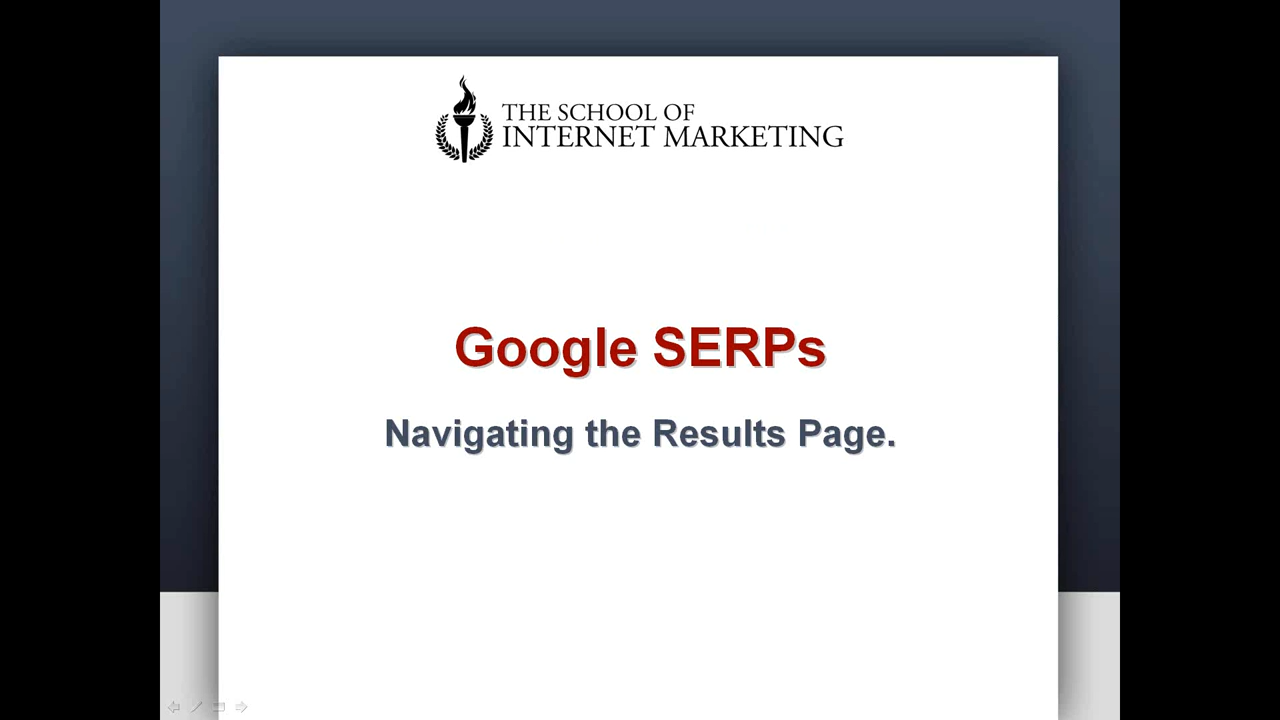 THE SCHOOL OF
INTERNET MARKETING
Google SERPs
Navigating the Results Page.